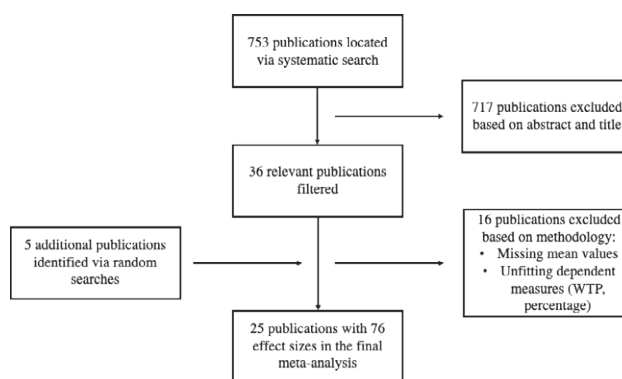 753 publications located
via systematic search
717 publications excluded
based on abstract and title
36 relevant publications
filtered
5 additional publications
identified via random
searches
16 publications excluded
based on methodology:
• Missing mean values
• Unfitting dependent
measures (WTP,
percentage)
25 publications with 76
effect sizes in the final
meta-analysis